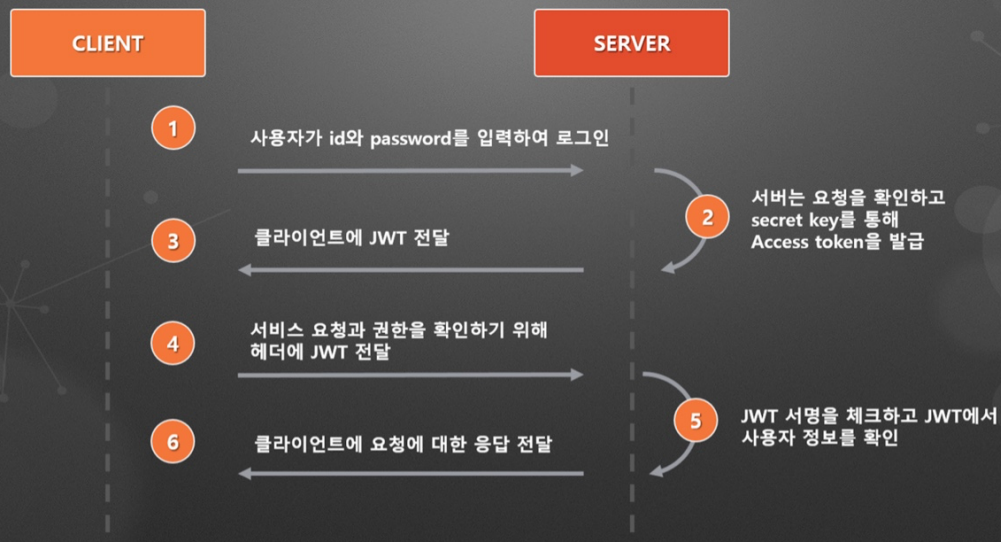 CLIENT
SERVER
1
사용자가 id와 password를 입력하여 로그인
2
서버는 요청을 확인하고
secret key를 통해
Access token을 발급
3
클라이언트에 JWT 전달
4
서비스 요청과 권한을 확인하기 위해
헤더에 JWT 전달
5
JWT 서명을 체크하고 JWT에서
사용자 정보를 확인
6
클라이언트에 요청에 대한 응답 전달